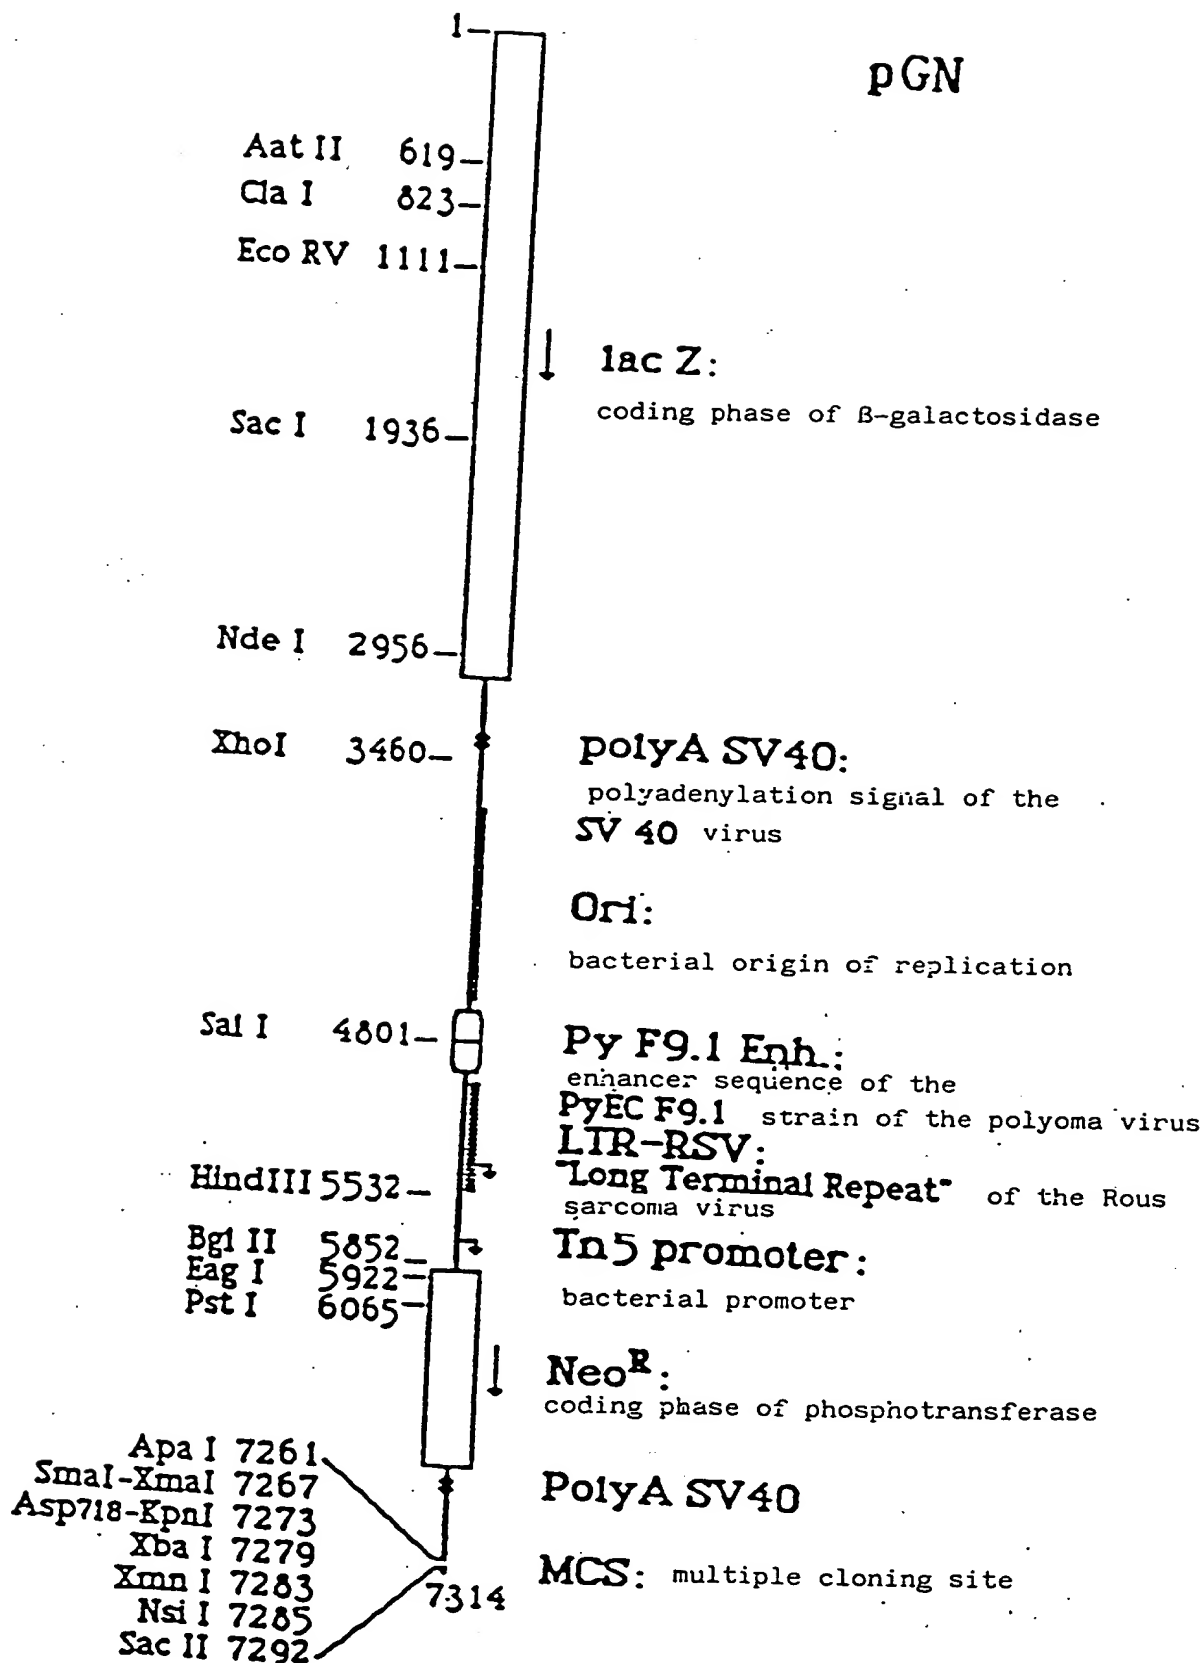 1
pGN
Aat II 619
Cla I 823
Eco RV 1111
lac Z:
coding phase of ß-galactosidase
Sac I 1936
Nde I 2956
XhoI 3460
polyA SV40:
polyadenylation signal of the
SV 40 virus
Ori:
bacterial origin of replication
Sal I 4801
Py F9.1 Enh.:
enhancer sequence of the
PyEC F9.1 strain of the polyoma virus
LTR-RSV:
HindIII 5532
"Long Terminal Repeat" of the Rous
sarcoma virus
Bgl II 5852
Eag I 5922
Pst I 6065
Tn5 promoter:
bacterial promoter
Neo^R:
coding phase of phosphotransferase
Apa I 7261
SmaI-XmaI 7267
Asp718-KpnI 7273
Xba I 7279
Xmn I 7283
Nsi I 7285
Sac II 7292
PolyA SV40
7314
MCS: multiple cloning site